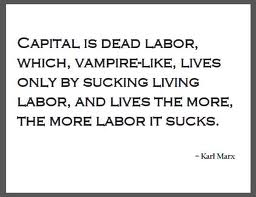 CAPITAL IS DEAD LABOR,
WHICH, VAMPIRE-LIKE, LIVES
ONLY BY SUCKING LIVING
LABOR, AND LIVES THE MORE,
THE MORE LABOR IT SUCKS.
~ Karl Marx